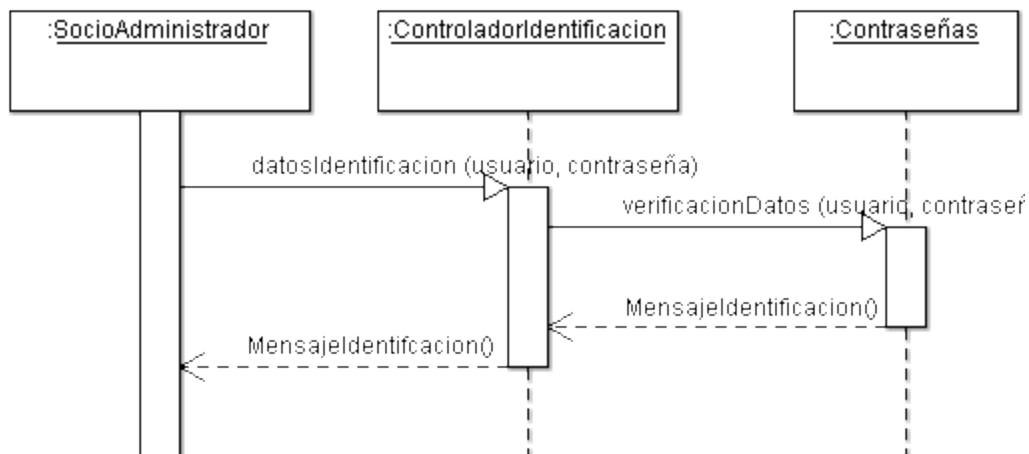 :SocioAdministrador
:ControladorIdentificacion
:Contraseñas
datosIdentificacion (usuario, contraseña)
verificacionDatos (usuario, contraseñ
MensajeIdentificacion()
MensajeIdentifcacion()